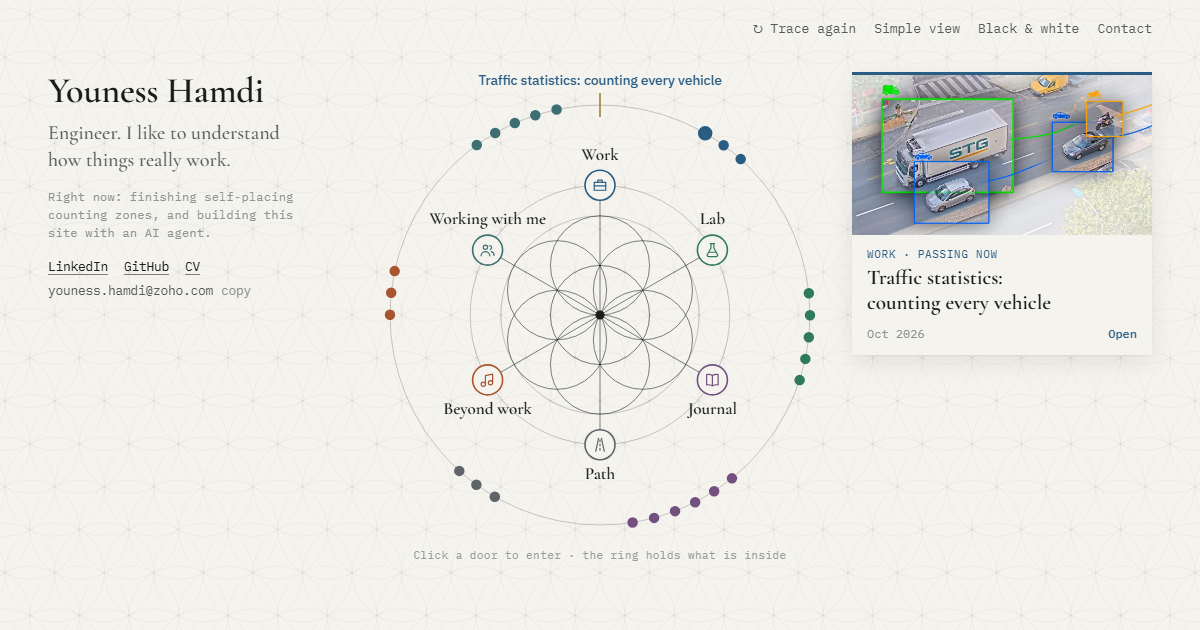 ↻ Trace again Simple view Black & white Contact
Youness Hamdi
Engineer. I like to understand
how things really work.
Right now: finishing self-placing
counting zones, and building this
site with an AI agent.
LinkedIn GitHub CV
youness.hamdi@zoho.com copy
Traffic statistics: counting every vehicle
Work
Working with me
Lab
Beyond work
Journal
Path
Click a door to enter · the ring holds what is inside
STG
WORK · PASSING NOW
Traffic statistics:
counting every vehicle
Oct 2026 Open